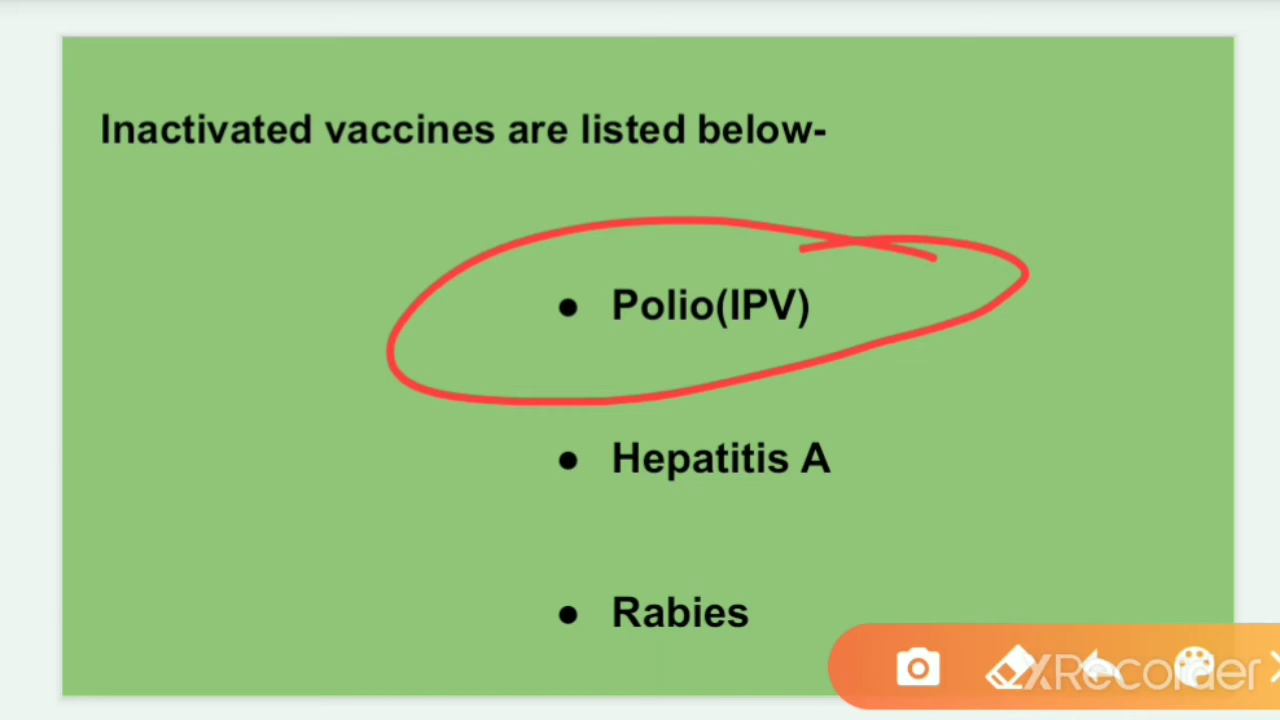 Inactivated vaccines are listed below-
● Polio(IPV)
● Hepatitis A
● Rabies
XRecorder